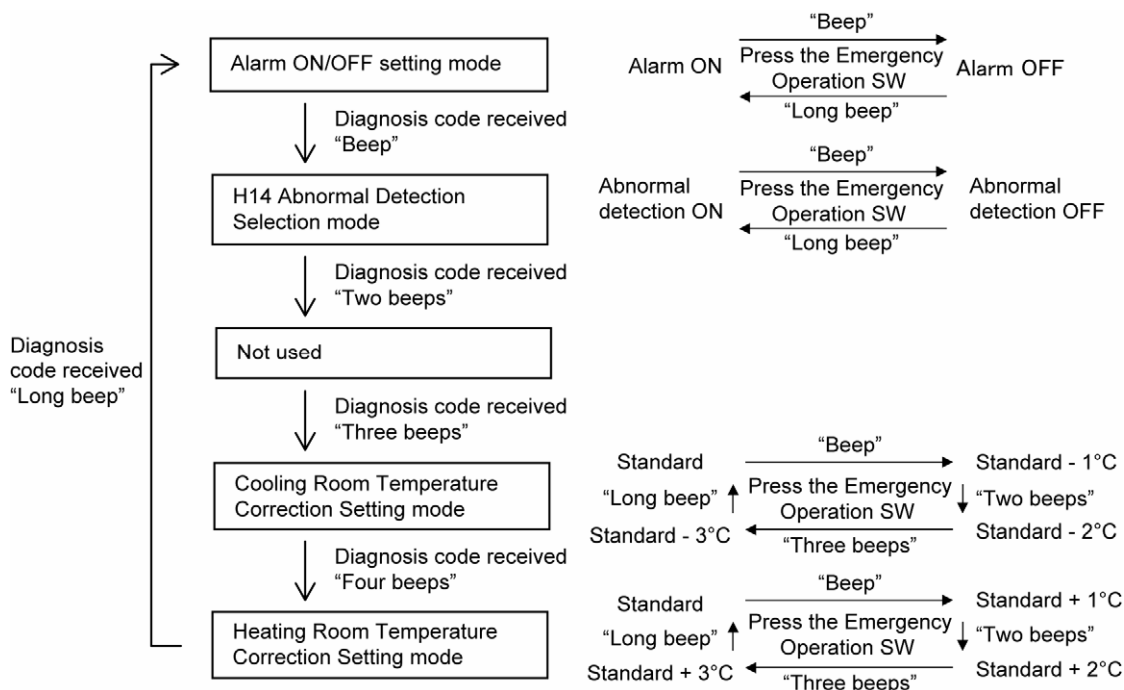 Alarm ON/OFF setting mode
Diagnosis code received
“Beep”
H14 Abnormal Detection
Selection mode
Diagnosis code received
“Two beeps”
Not used
Diagnosis code received
“Three beeps”
Cooling Room Temperature
Correction Setting mode
Diagnosis code received
“Four beeps”
Heating Room Temperature
Correction Setting mode
Diagnosis
code received
“Long beep”
“Beep”
Alarm ON
Press the Emergency
Operation SW
Alarm OFF
“Long beep”
“Beep”
Abnormal
detection ON
Press the Emergency
Operation SW
Abnormal
detection OFF
“Long beep”
“Beep”
Standard
Standard - 1°C
“Long beep”
Press the Emergency
Operation SW
“Two beeps”
Standard - 3°C
Standard - 2°C
“Three beeps”
“Beep”
Standard
Standard + 1°C
“Long beep”
Press the Emergency
Operation SW
“Two beeps”
Standard + 3°C
Standard + 2°C
“Three beeps”